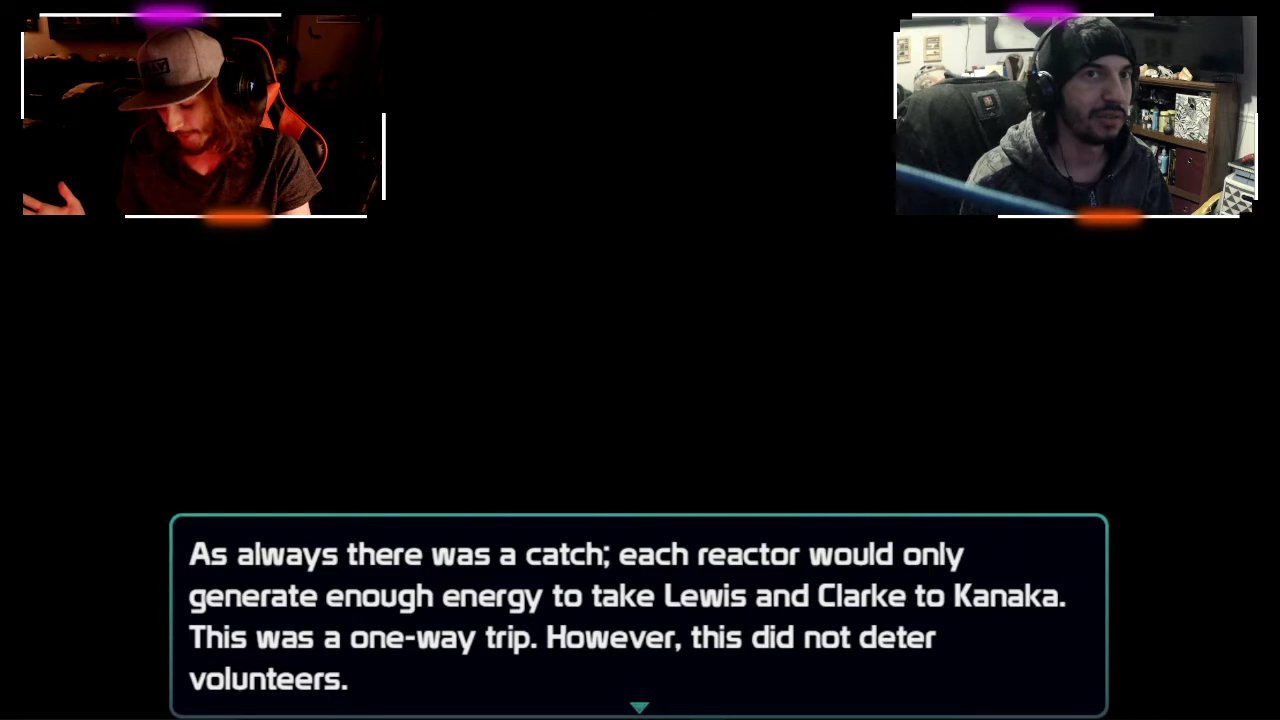 As always there was a catch; each reactor would only
generate enough energy to take Lewis and Clarke to Kanaka.
This was a one-way trip. However, this did not deter
volunteers.